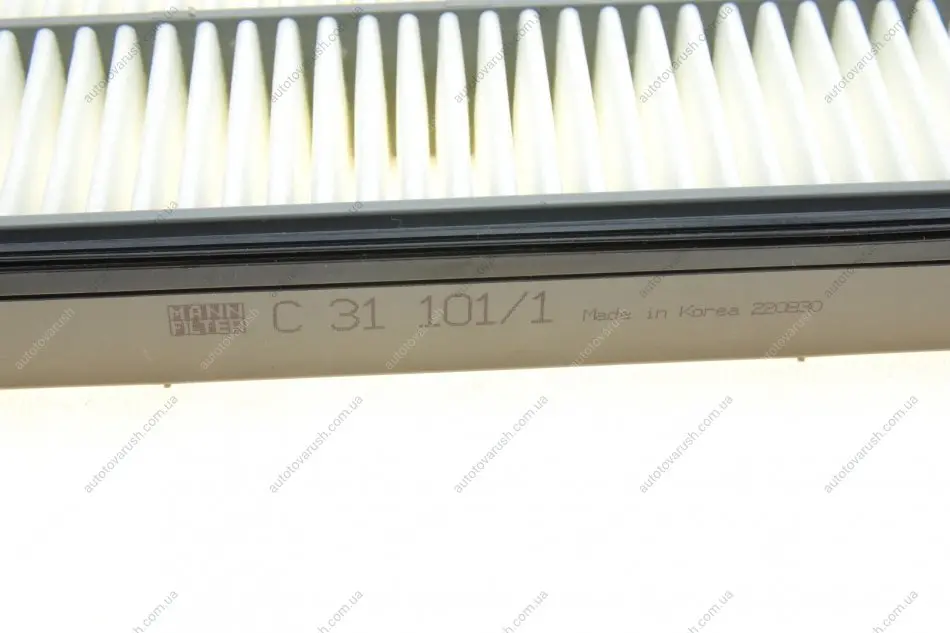 MANN
FILTER
C 31 101/1
Made in Korea 220830
autotovarush.com.ua